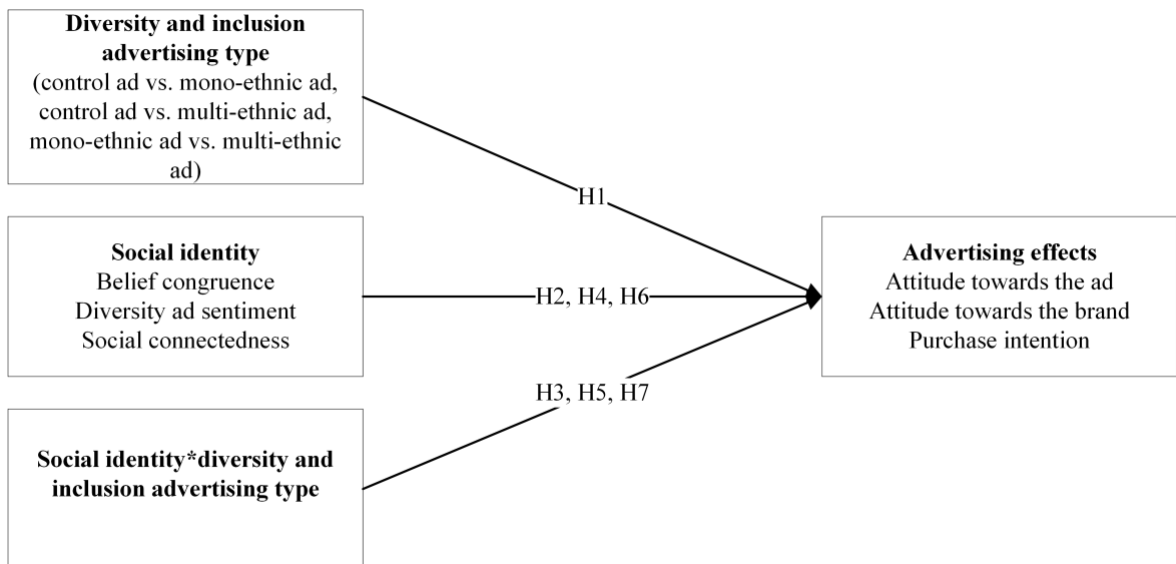 Diversity and inclusion
advertising type
(control ad vs. mono-ethnic ad,
control ad vs. multi-ethnic ad,
mono-ethnic ad vs. multi-ethnic
ad)
H1
Social identity
Belief congruence
Diversity ad sentiment
Social connectedness
H2, H4, H6
Advertising effects
Attitude towards the ad
Attitude towards the brand
Purchase intention
H3, H5, H7
Social identity*diversity and
inclusion advertising type